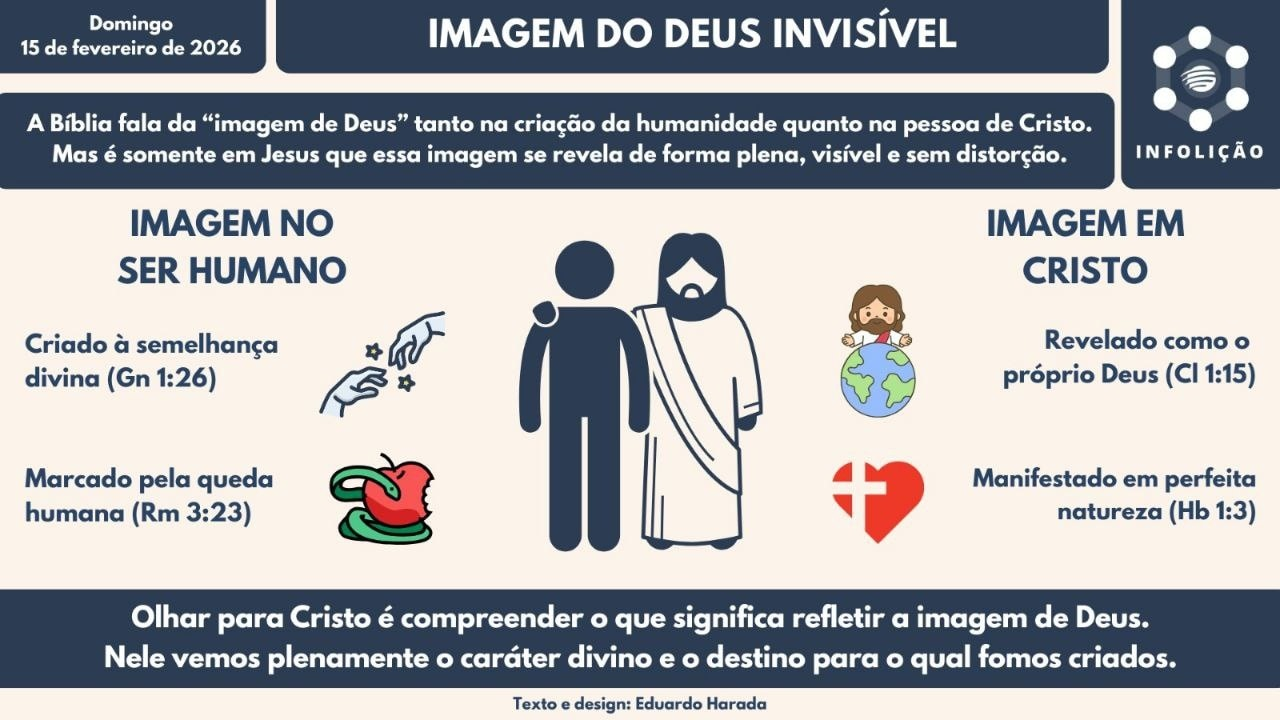 Domingo
15 de fevereiro de 2026
IMAGEM DO DEUS INVISÍVEL
INFOLIÇÃO
A Bíblia fala da “imagem de Deus” tanto na criação da humanidade quanto na pessoa de Cristo.
Mas é somente em Jesus que essa imagem se revela de forma plena, visível e sem distorção.
IMAGEM NO
SER HUMANO
Criado à semelhança
divina (Gn 1:26)
Marcado pela queda
humana (Rm 3:23)
IMAGEM EM
CRISTO
Revelado como o
próprio Deus (Cl 1:15)
Manifestado em perfeita
natureza (Hb 1:3)
Olhar para Cristo é compreender o que significa refletir a imagem de Deus.
Nele vemos plenamente o caráter divino e o destino para o qual fomos criados.
Texto e design: Eduardo Harada